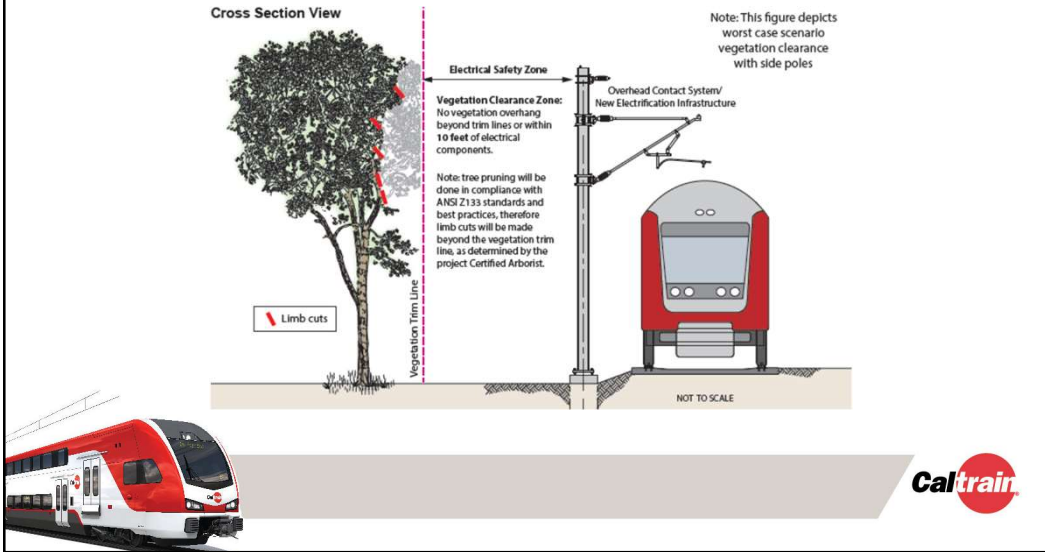 Cross Section View
Note: This figure depicts
worst case scenario
vegetation clearance
with side poles
Electrical Safety Zone
Vegetation Clearance Zone:
No vegetation overhang
beyond trim lines or within
10 feet of electrical
components.
Note: tree pruning will be
done in compliance with
ANSI Z133 standards and
best practices, therefore
limb cuts will be made
beyond the vegetation trim
line, as determined by the
project Certified Arborist.
Overhead Contact System/
New Electrification Infrastructure
Limb cuts
Vegetation Trim Line
NOT TO SCALE
Cal
Caltrain